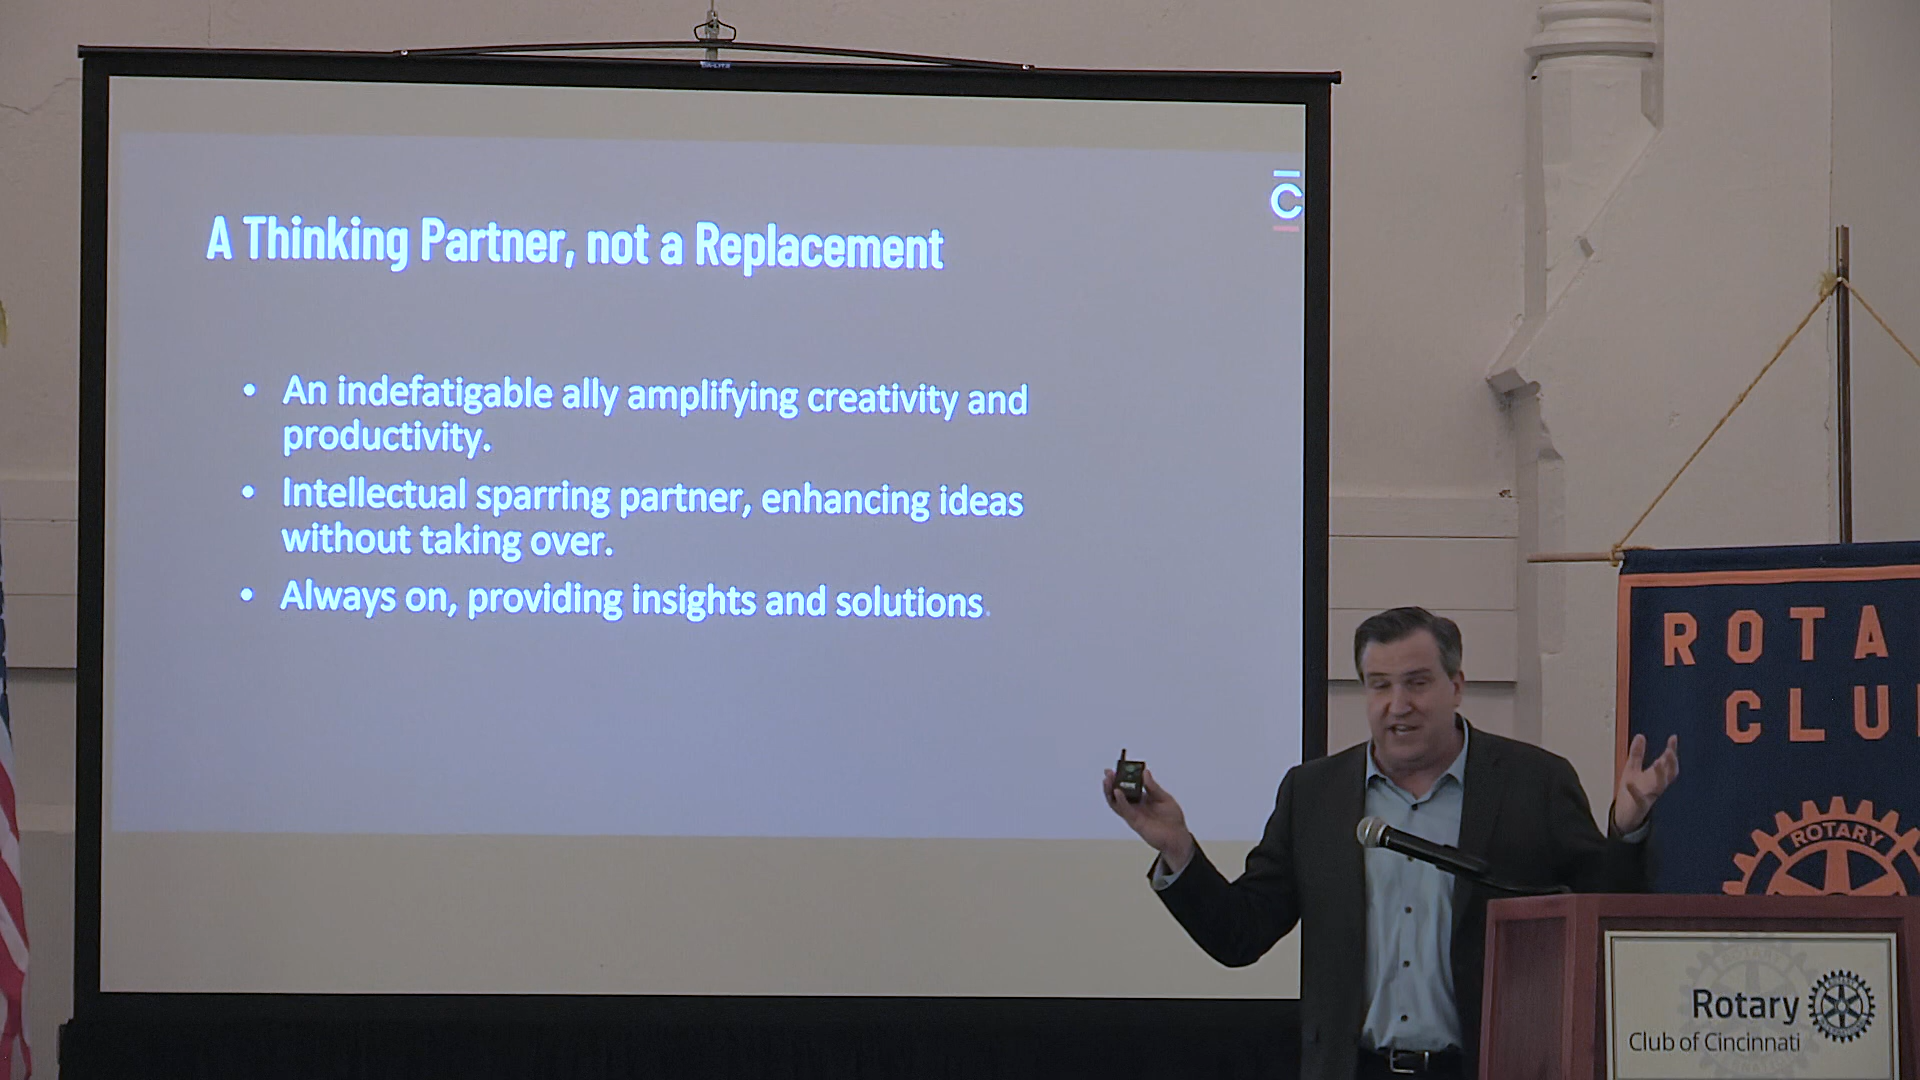 C
A Thinking Partner, not a Replacement
• An indefatigable ally amplifying creativity and
productivity.
• Intellectual sparring partner, enhancing ideas
without taking over.
• Always on, providing insights and solutions.
ROTA
CLU
ROTARY
Rotary
Club of Cincinnati